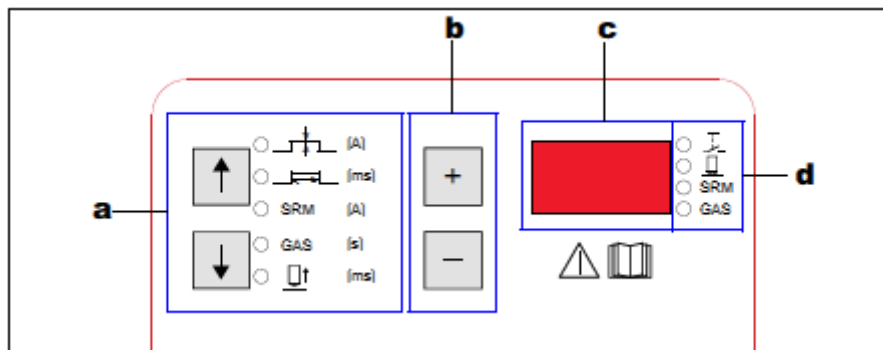 b c
a d
(A)
(ms)
SRM (A)
GAS (s)
(ms)
+
–
SRM
GAS